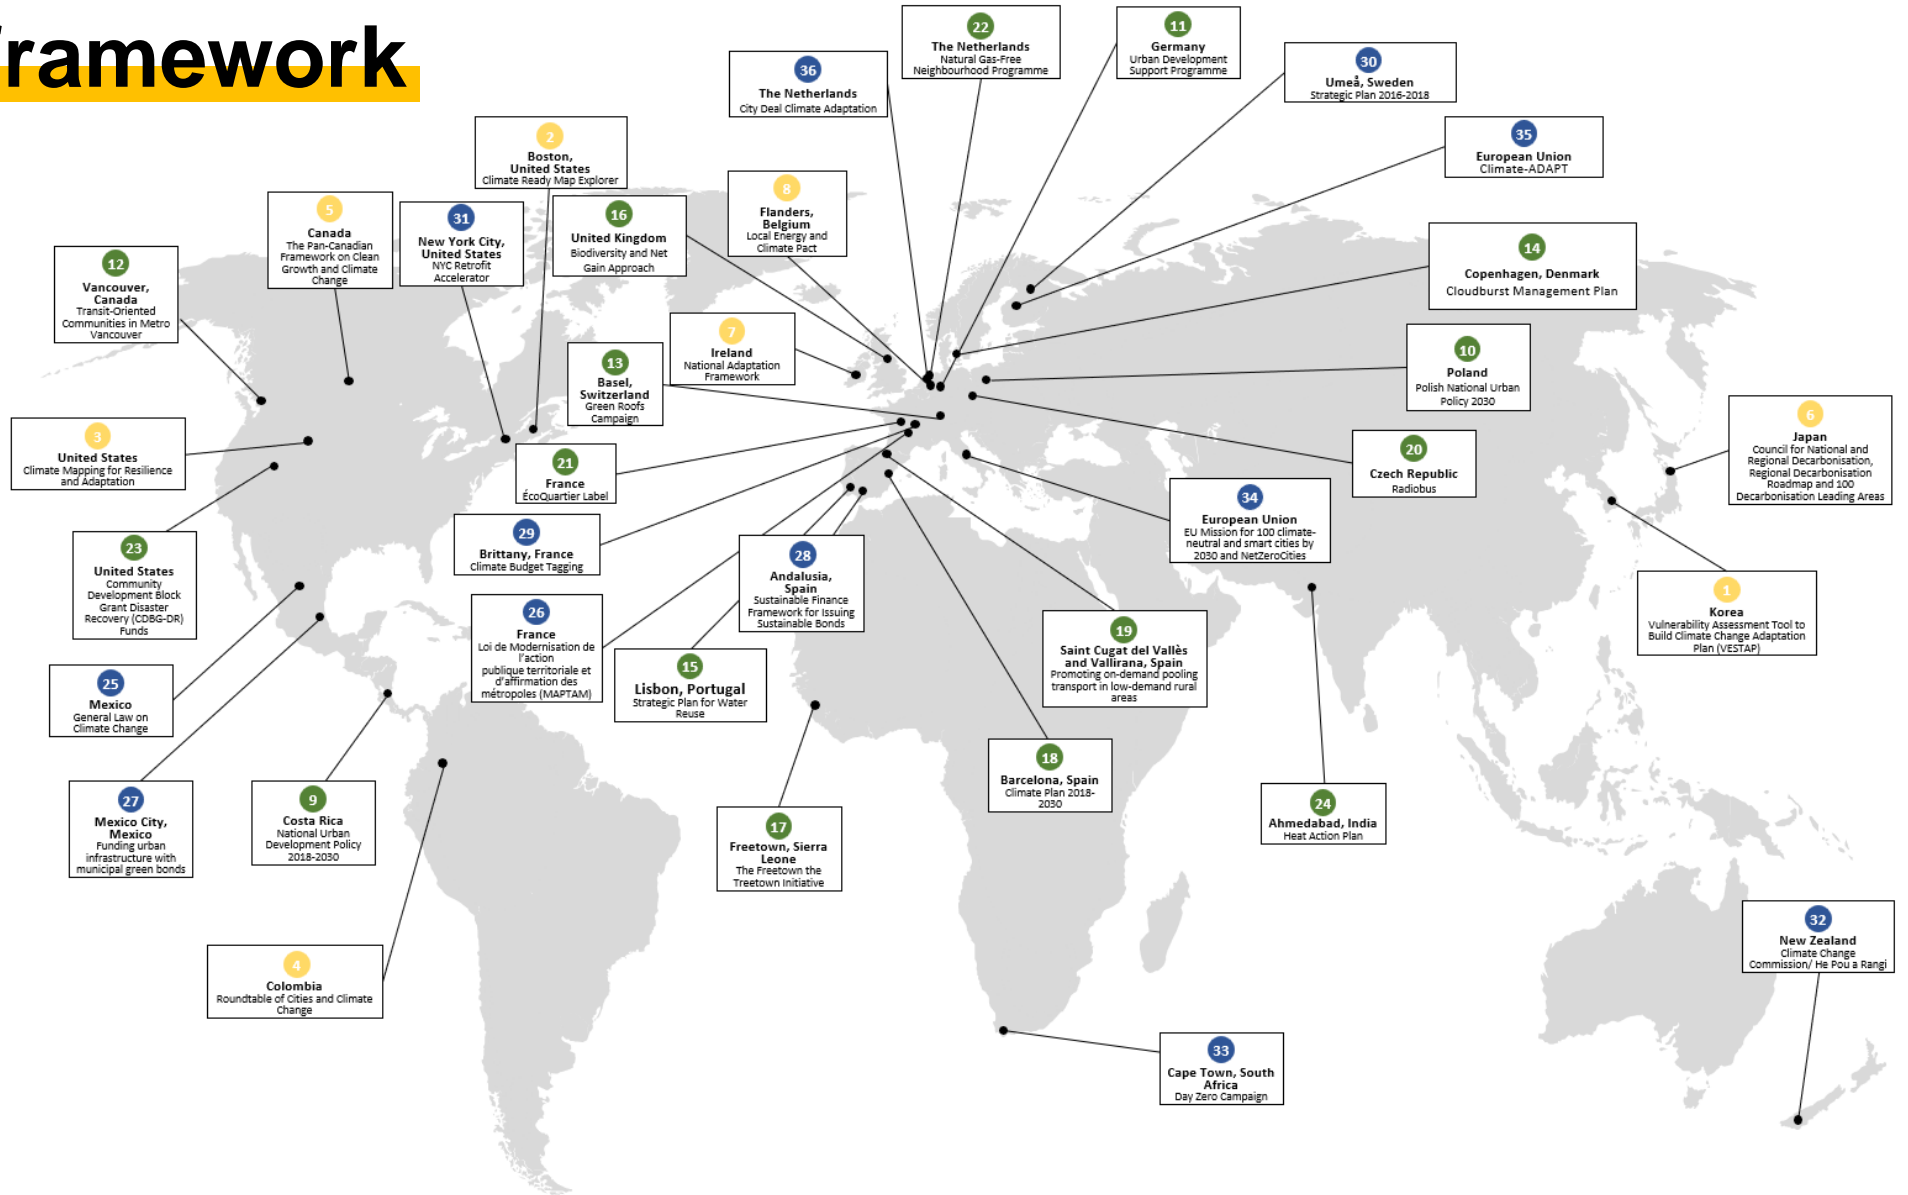 ramework
22
The Netherlands
Natural Gas-Free
Neighbourhood Programme
11
Germany
Urban Development
Support Programme
36
The Netherlands
City Deal Climate Adaptation
30
Umeå, Sweden
Strategic Plan 2016-2018
2
Boston,
United States
Climate Ready Map Explorer
35
European Union
Climate-ADAPT
8
Flanders,
Belgium
Local Energy and
Climate Pact
5
Canada
The Pan-Canadian
Framework on Clean
Growth and Climate
Change
31
New York City,
United States
NYC Retrofit
Accelerator
16
United Kingdom
Biodiversity and Net
Gain Approach
14
Copenhagen, Denmark
Cloudburst Management Plan
12
Vancouver,
Canada
Transit-Oriented
Communities in Metro
Vancouver
7
Ireland
National Adaptation
Framework
13
Basel,
Switzerland
Green Roofs
Campaign
10
Poland
Polish National Urban
Policy 2030
3
United States
Climate Mapping for Resilience
and Adaptation
6
Japan
Council for National and
Regional Decarbonisation,
Regional Decarbonisation
Roadmap and 100
Decarbonisation Leading Areas
21
France
ÉcoQuartier Label
20
Czech Republic
Radiobus
34
European Union
EU Mission for 100 climate-
neutral and smart cities by
2030 and NetZeroCities
29
Brittany, France
Climate Budget Tagging
23
United States
Community
Development Block
Grant Disaster
Recovery (CDBG-DR)
Funds
28
Andalusia,
Spain
Sustainable Finance
Framework for Issuing
Sustainable Bonds
1
Korea
Vulnerability Assessment Tool to
Build Climate Change Adaptation
Plan (VESTAP)
26
France
Loi de Modernisation de
l'action
publique territoriale et
d'affirmation des
métropoles (MAPTAM)
19
Saint Cugat del Vallès
and Vallirana, Spain
Promoting on-demand pooling
transport in low-demand rural
areas
15
Lisbon, Portugal
Strategic Plan for Water
Reuse
25
Mexico
General Law on
Climate Change
18
Barcelona, Spain
Climate Plan 2018-
2030
27
Mexico City,
Mexico
Funding urban
infrastructure with
municipal green bonds
9
Costa Rica
National Urban
Development Policy
2018-2030
17
Freetown, Sierra
Leone
The Freetown the
Treetown Initiative
24
Ahmedabad, India
Heat Action Plan
32
New Zealand
Climate Change
Commission/ He Pou a Rangi
4
Colombia
Roundtable of Cities and Climate
Change
33
Cape Town, South
Africa
Day Zero Campaign